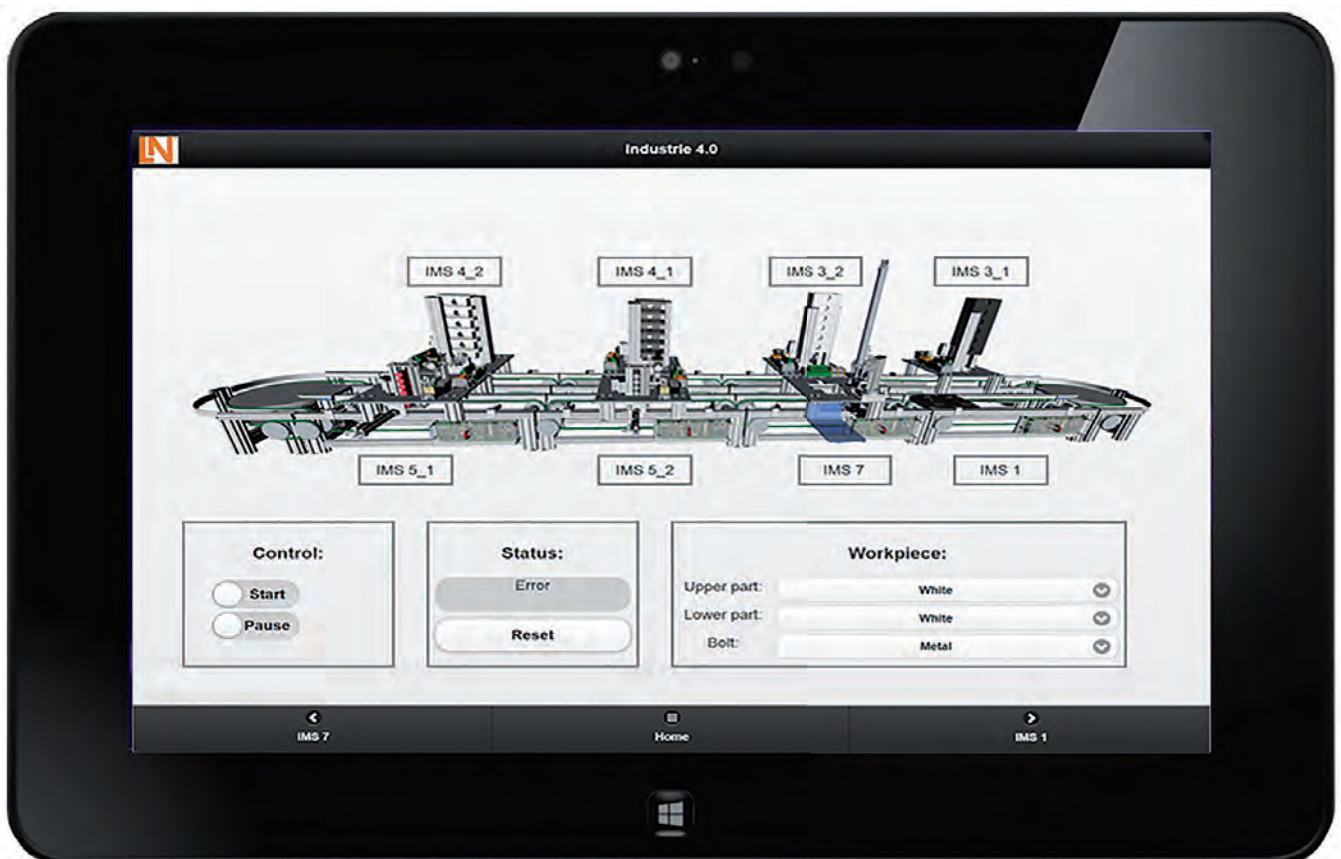 LN
Industrie 4.0
IMS 4_2
IMS 4_1
IMS 3_2
IMS 3_1
IMS 5_1
IMS 5_2
IMS 7
IMS 1
Control:
Start
Pause
Status:
Error
Reset
Workpiece:
Upper part:
White
Lower part:
White
Bolt:
Metal
IMS 7
Home
IMS 1